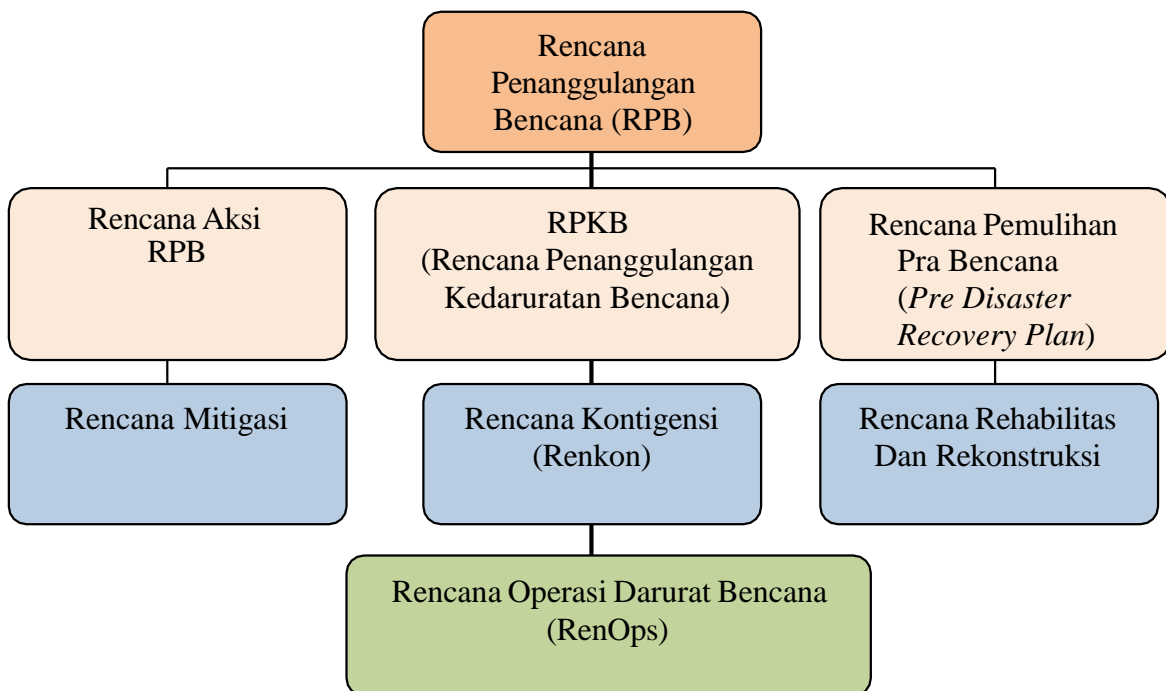 Rencana
Penanggulangan
Bencana (RPB)
Rencana Aksi
RPB
RPKB
(Rencana Penanggulangan
Kedaruratan Bencana)
Rencana Pemulihan
Pra Bencana
(Pre Disaster
Recovery Plan)
Rencana Mitigasi
Rencana Kontigensi
(Renkon)
Rencana Rehabilitas
Dan Rekonstruksi
Rencana Operasi Darurat Bencana
(RenOps)